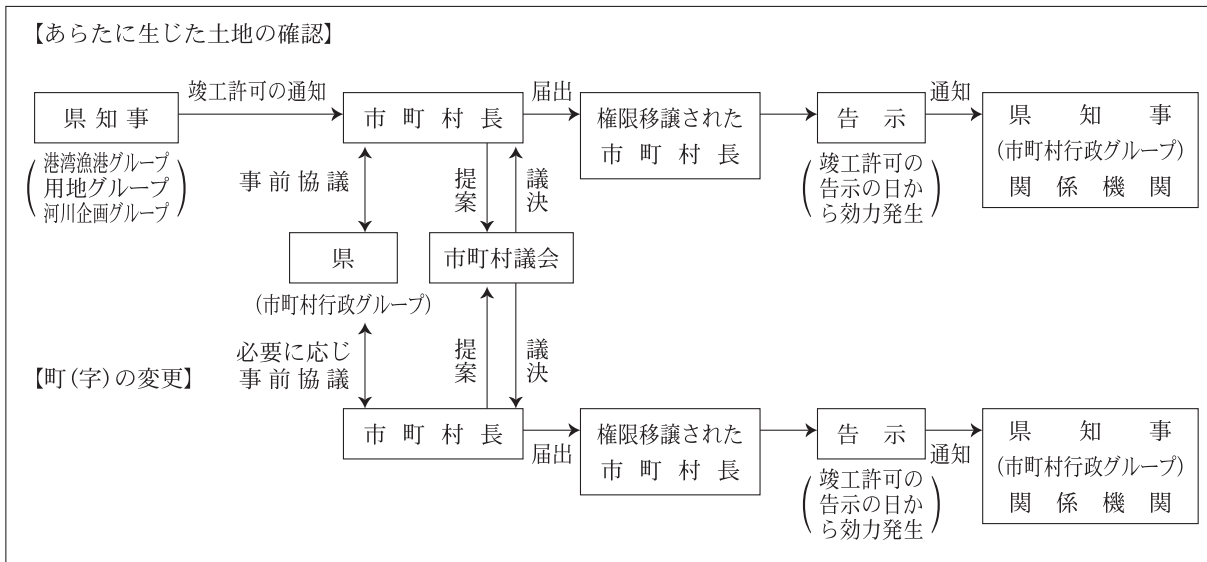 【あらたに生じた土地の確認】
竣工許可の通知
届出
通知
県知事
市町村長
権限移譲された
市町村長
告示
県知事
(市町村行政グループ)
関係機関
(港湾漁港グループ
用地グループ
河川企画グループ)
(竣工許可の
告示の日か
ら効力発生)
事前協議
提案
議決
県
(市町村行政グループ)
市町村議会
必要に応じ
事前協議
提案
議決
【町(字)の変更】
市町村長
届出
権限移譲された
市町村長
告示
通知
県知事
(市町村行政グループ)
関係機関
(竣工許可の
告示の日か
ら効力発生)